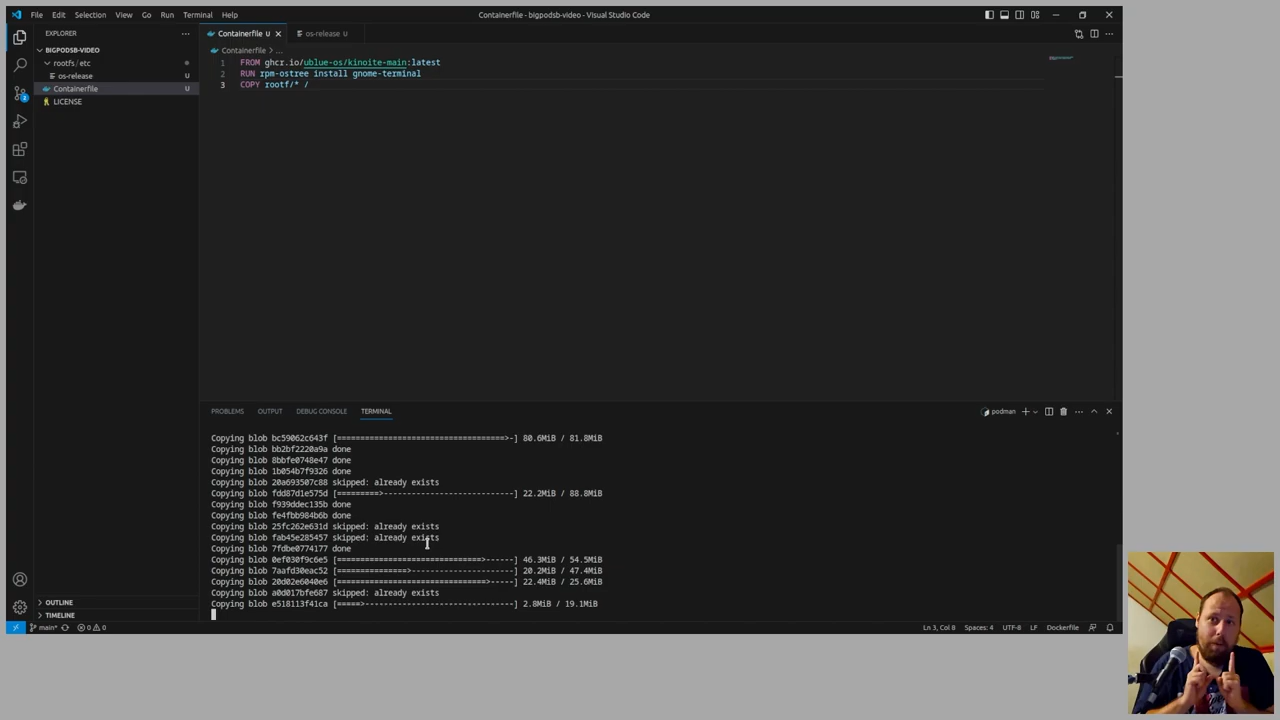 File Edit Selection View Go Run Terminal Help
Containerfile - bigpodsb-video - Visual Studio Code
EXPLORER
BIGPODSB-VIDEO
rootfs / etc
os-release
Containerfile U
LICENSE
OUTLINE
TIMELINE
Containerfile U
os-release U
Containerfile > ...
1 FROM ghcr.io/ublue-os/kinoite-main:latest
2 RUN rpm-ostree install gnome-terminal
3 COPY rootf/* /
PROBLEMS OUTPUT DEBUG CONSOLE TERMINAL
podman
Copying blob bc59062c643f [====================================>-] 80.6MiB / 81.8MiB
Copying blob bb2bf2220a9a done
Copying blob 8bbfe0748e47 done
Copying blob 1b054b7f9326 done
Copying blob 20a693507c88 skipped: already exists
Copying blob fdd87d1e575d [=========>----------------------------] 22.2MiB / 88.8MiB
Copying blob f939ddec135b done
Copying blob fe4fbb984b6b done
Copying blob 25fc262e631d skipped: already exists
Copying blob fab45e285457 skipped: already exists
Copying blob 7fdbe0774177 done
Copying blob 0ef030f9c6e5 [===============================>------] 46.3MiB / 54.5MiB
Copying blob 7aafd30eac52 [===============>----------------------] 20.2MiB / 47.4MiB
Copying blob 20d02e6040e6 [================================>-----] 22.4MiB / 25.6MiB
Copying blob a0d017bfe687 skipped: already exists
Copying blob e518113f41ca [=====>--------------------------------] 2.8MiB / 19.1MiB
main* 0 0
Ln 3, Col 8 Spaces: 4 UTF-8 LF Dockerfile